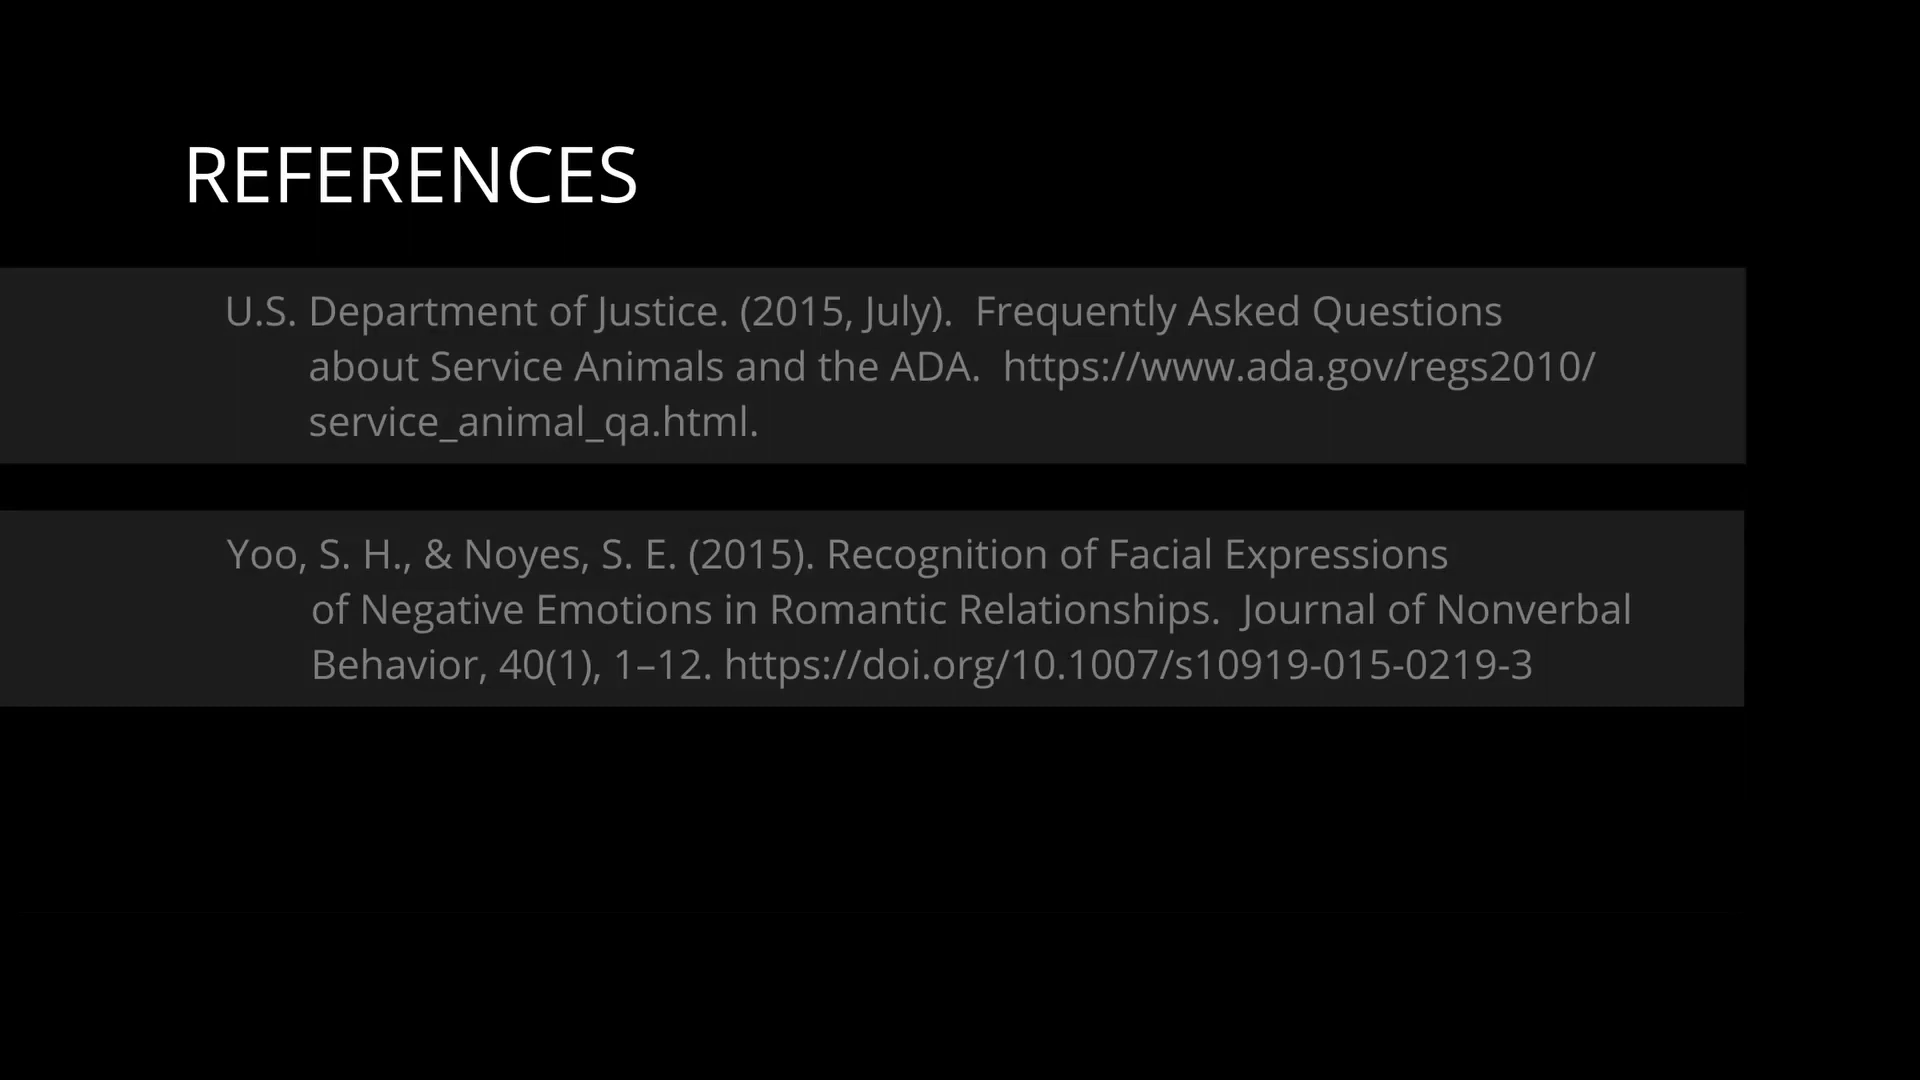 REFERENCES
U.S. Department of Justice. (2015, July).  Frequently Asked Questions
about Service Animals and the ADA.  https://www.ada.gov/regs2010/
service_animal_qa.html.
Yoo, S. H., & Noyes, S. E. (2015). Recognition of Facial Expressions
of Negative Emotions in Romantic Relationships.  Journal of Nonverbal
Behavior, 40(1), 1–12. https://doi.org/10.1007/s10919-015-0219-3